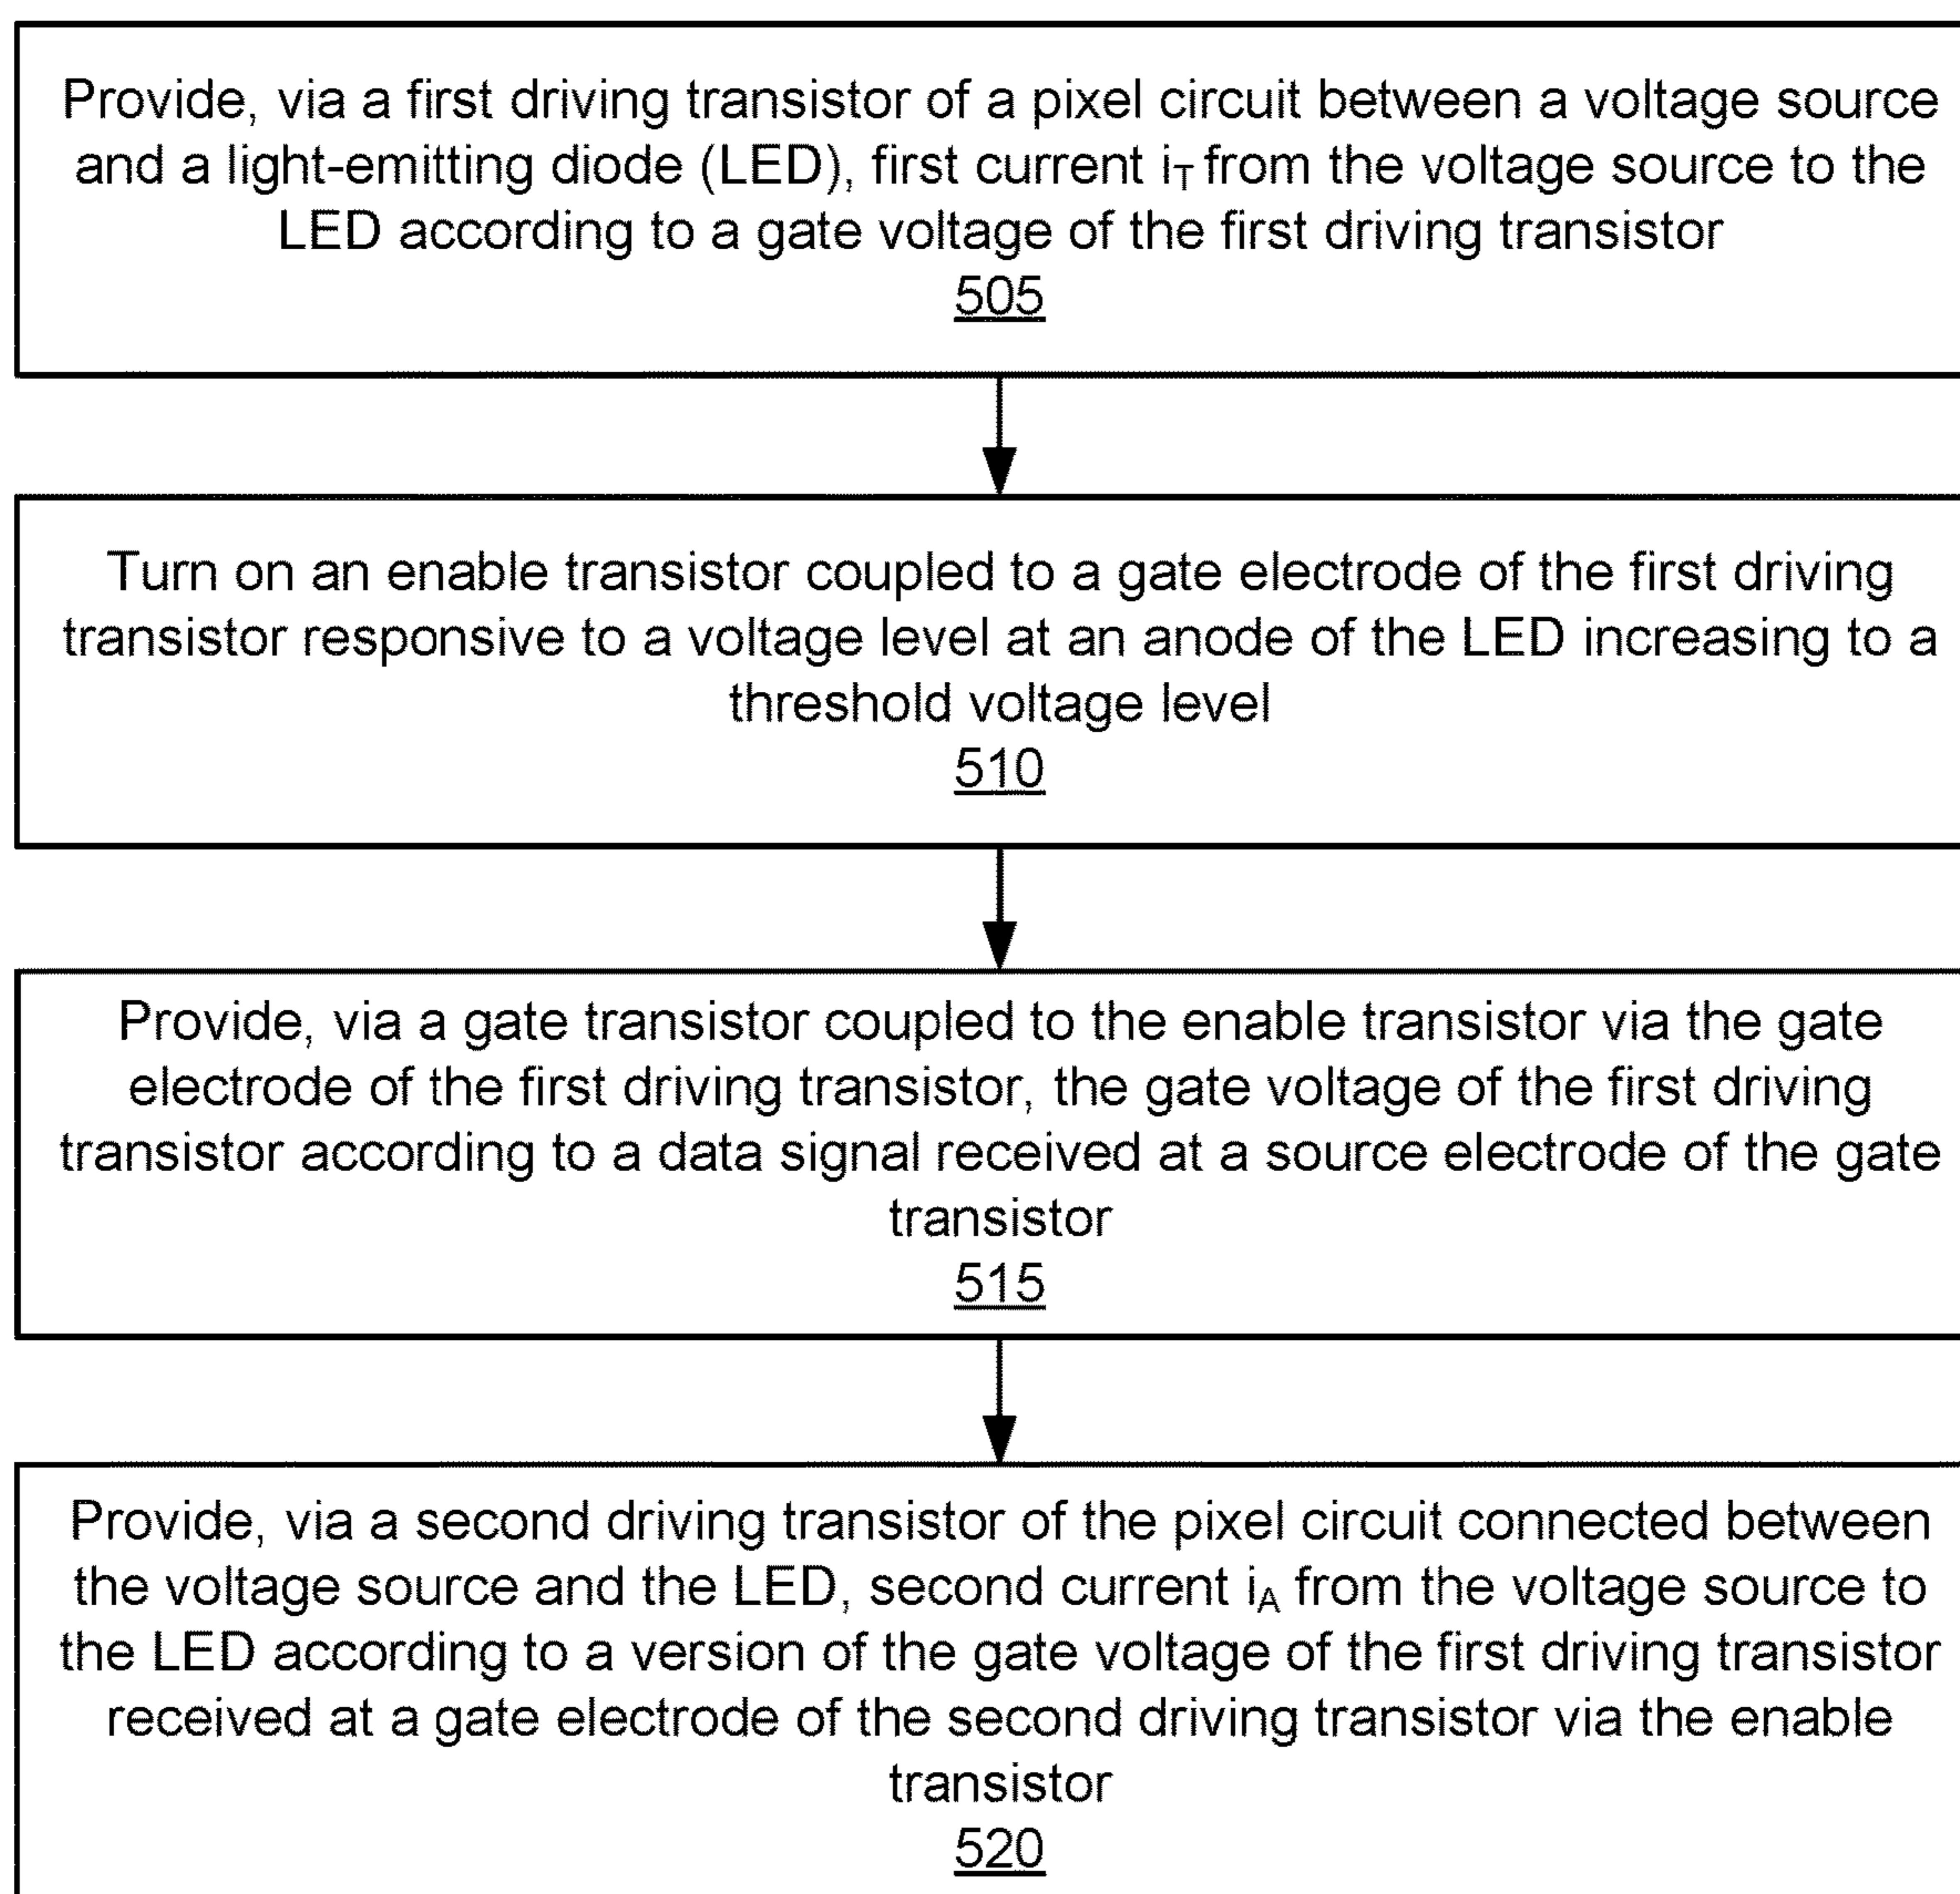 Provide, via a first driving transistor of a pixel circuit between a voltage source
and a light-emitting diode (LED), first current iT from the voltage source to the
LED according to a gate voltage of the first driving transistor
505
Turn on an enable transistor coupled to a gate electrode of the first driving
transistor responsive to a voltage level at an anode of the LED increasing to a
threshold voltage level
510
Provide, via a gate transistor coupled to the enable transistor via the gate
electrode of the first driving transistor, the gate voltage of the first driving
transistor according to a data signal received at a source electrode of the gate
transistor
515
Provide, via a second driving transistor of the pixel circuit connected between
the voltage source and the LED, second current iA from the voltage source to
the LED according to a version of the gate voltage of the first driving transistor
received at a gate electrode of the second driving transistor via the enable
transistor
520